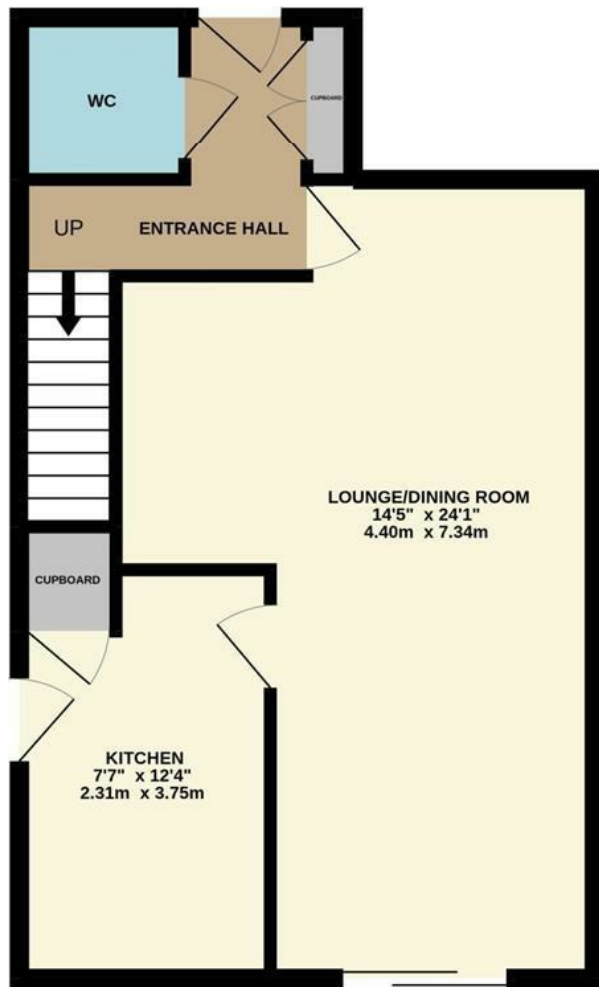 WC
CUPBOARD
UP
ENTRANCE HALL
LOUNGE/DINING ROOM
14'5" x 24'1"
4.40m x 7.34m
CUPBOARD
KITCHEN
7'7" x 12'4"
2.31m x 3.75m